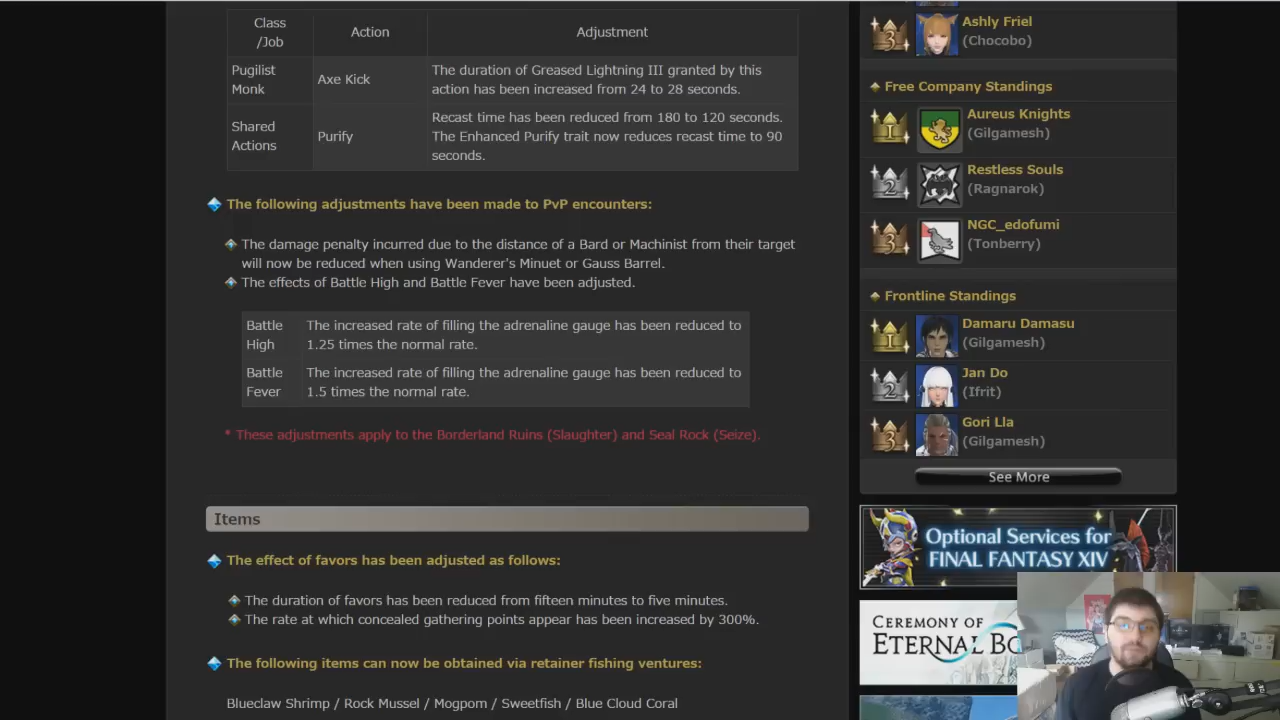 Class
/Job
Action
Adjustment
Pugilist
Monk
Axe Kick
The duration of Greased Lightning III granted by this
action has been increased from 24 to 28 seconds.
Shared
Actions
Purify
Recast time has been reduced from 180 to 120 seconds.
The Enhanced Purify trait now reduces recast time to 90
seconds.
The following adjustments have been made to PvP encounters:
The damage penalty incurred due to the distance of a Bard or Machinist from their target
will now be reduced when using Wanderer's Minuet or Gauss Barrel.
The effects of Battle High and Battle Fever have been adjusted.
Battle
High
The increased rate of filling the adrenaline gauge has been reduced to
1.25 times the normal rate.
Battle
Fever
The increased rate of filling the adrenaline gauge has been reduced to
1.5 times the normal rate.
* These adjustments apply to the Borderland Ruins (Slaughter) and Seal Rock (Seize).
Items
The effect of favors has been adjusted as follows:
The duration of favors has been reduced from fifteen minutes to five minutes.
The rate at which concealed gathering points appear has been increased by 300%.
The following items can now be obtained via retainer fishing ventures:
Blueclaw Shrimp / Rock Mussel / Mogpom / Sweetfish / Blue Cloud Coral
3
Ashly Friel
(Chocobo)
Free Company Standings
1
Aureus Knights
(Gilgamesh)
2
Restless Souls
(Ragnarok)
3
NGC_edofumi
(Tonberry)
Frontline Standings
1
Damaru Damasu
(Gilgamesh)
2
Jan Do
(Ifrit)
3
Gori Lla
(Gilgamesh)
See More
Optional Services for
FINAL FANTASY XIV
CEREMONY OF
ETERNAL BO